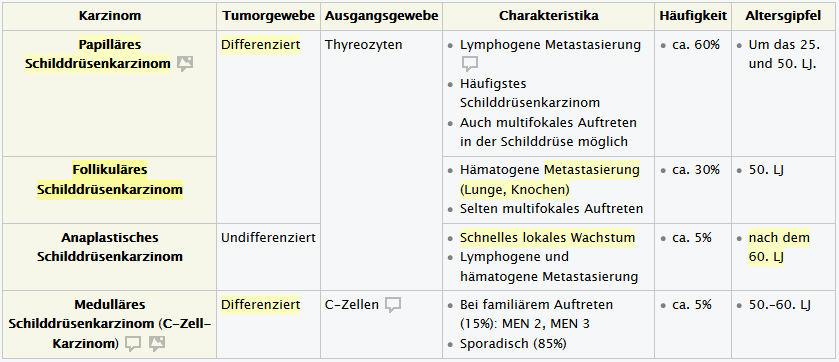 Karzinom Tumorgewebe Ausgangsgewebe Charakteristika Häufigkeit Altersgipfel
Papilläres
Schilddrüsenkarzinom
Differenziert
Thyreozyten
• Lymphogene Metastasierung
• Häufigstes
Schilddrüsenkarzinom
• Auch multifokales Auftreten
in der Schilddrüse möglich
• ca. 60%
• Um das 25.
und 50. LJ.
Follikuläres
Schilddrüsenkarzinom
• Hämatogene Metastasierung
(Lunge, Knochen)
• Selten multifokales Auftreten
• ca. 30%
• 50. LJ
Anaplastisches
Schilddrüsenkarzinom
Undifferenziert
• Schnelles lokales Wachstum
• Lymphogene und
hämatogene Metastasierung
• ca. 5%
• nach dem
60. LJ
Medulläres
Schilddrüsenkarzinom (C-Zell-
Karzinom)
Differenziert
C-Zellen
• Bei familiärem Auftreten
(15%): MEN 2, MEN 3
• Sporadisch (85%)
• ca. 5%
• 50.-60. LJ